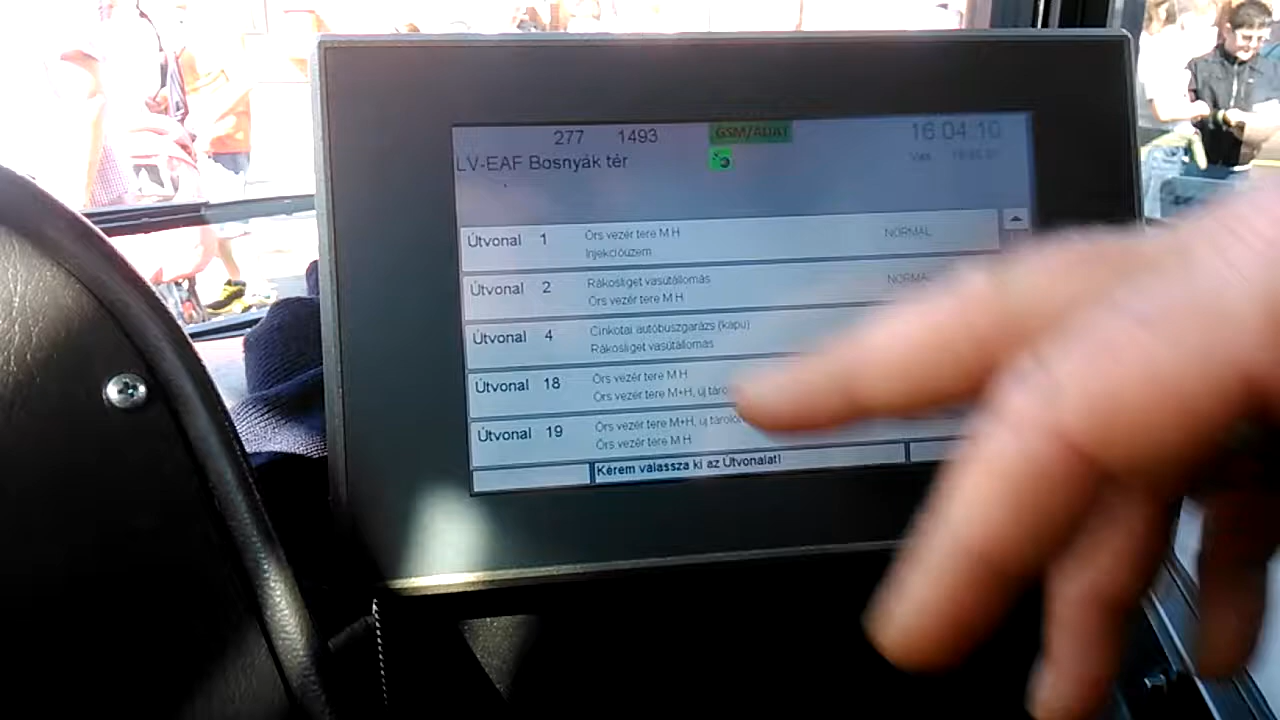 277 1493 GSM/ADAT 16:04:10
LV-EAF Bosnyák tér
Útvonal 1 Örs vezér tere M H NORMÁL
Injekcióüzem
Útvonal 2 Rákosliget vasútállomás NORMÁL
Örs vezér tere M H
Útvonal 4 Cinkotai autóbuszgarázs (kapu)
Rákosliget vasútállomás
Útvonal 18 Örs vezér tere M H
Örs vezér tere M+H, új
Útvonal 19 Örs vezér tere M+H, új
Örs vezér tere M H
Kérem válassza ki az Útvonalat!